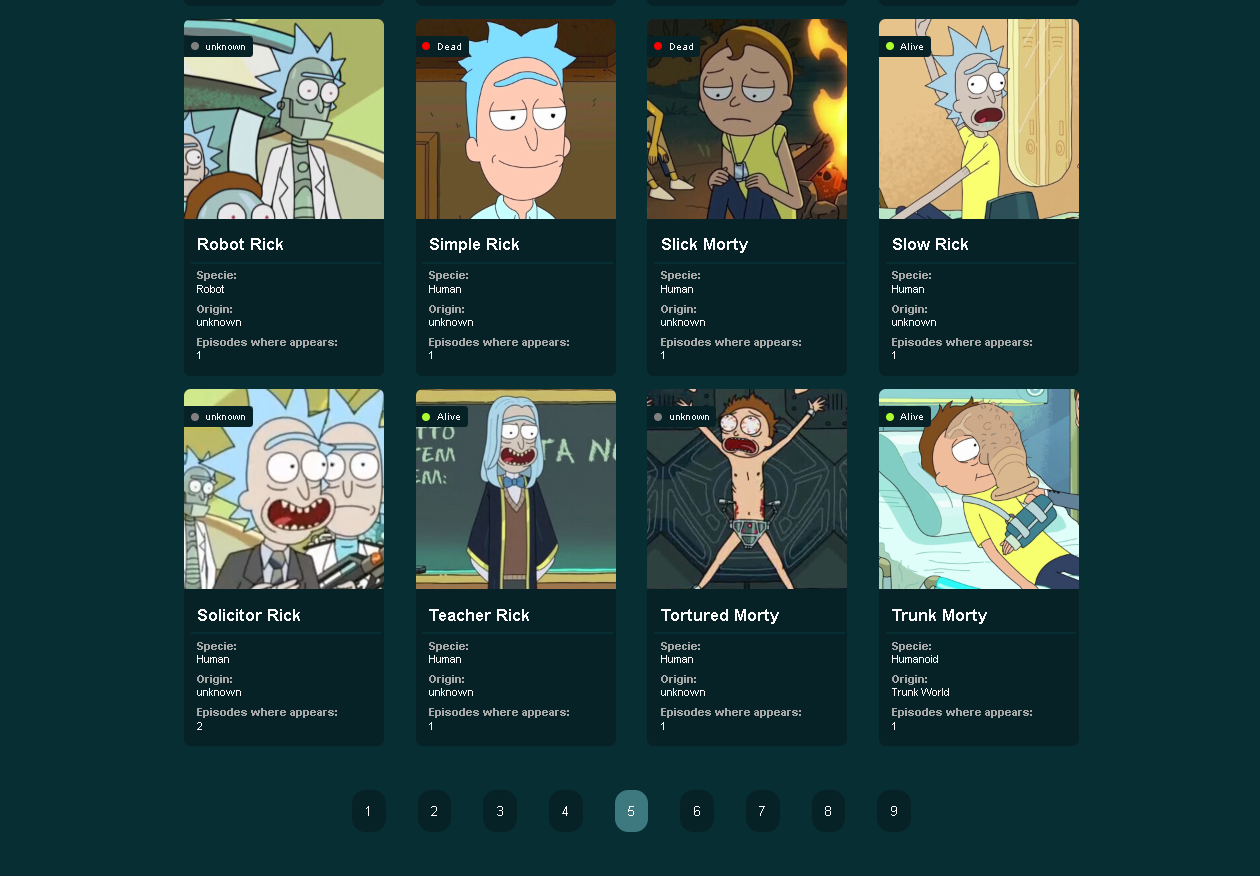 unknown
Dead
Dead
Alive
Robot Rick
Simple Rick
Slick Morty
Slow Rick
Specie:
Robot
Origin:
unknown
Episodes where appears:
1
Specie:
Human
Origin:
unknown
Episodes where appears:
1
Specie:
Human
Origin:
unknown
Episodes where appears:
1
Specie:
Human
Origin:
unknown
Episodes where appears:
1
unknown
Alive
unknown
Alive
TTO
TEM
EM:
TA NO
Solicitor Rick
Teacher Rick
Tortured Morty
Trunk Morty
Specie:
Human
Origin:
unknown
Episodes where appears:
2
Specie:
Human
Origin:
unknown
Episodes where appears:
1
Specie:
Human
Origin:
unknown
Episodes where appears:
1
Specie:
Humanoid
Origin:
Trunk World
Episodes where appears:
1
1 2 3 4 5 6 7 8 9